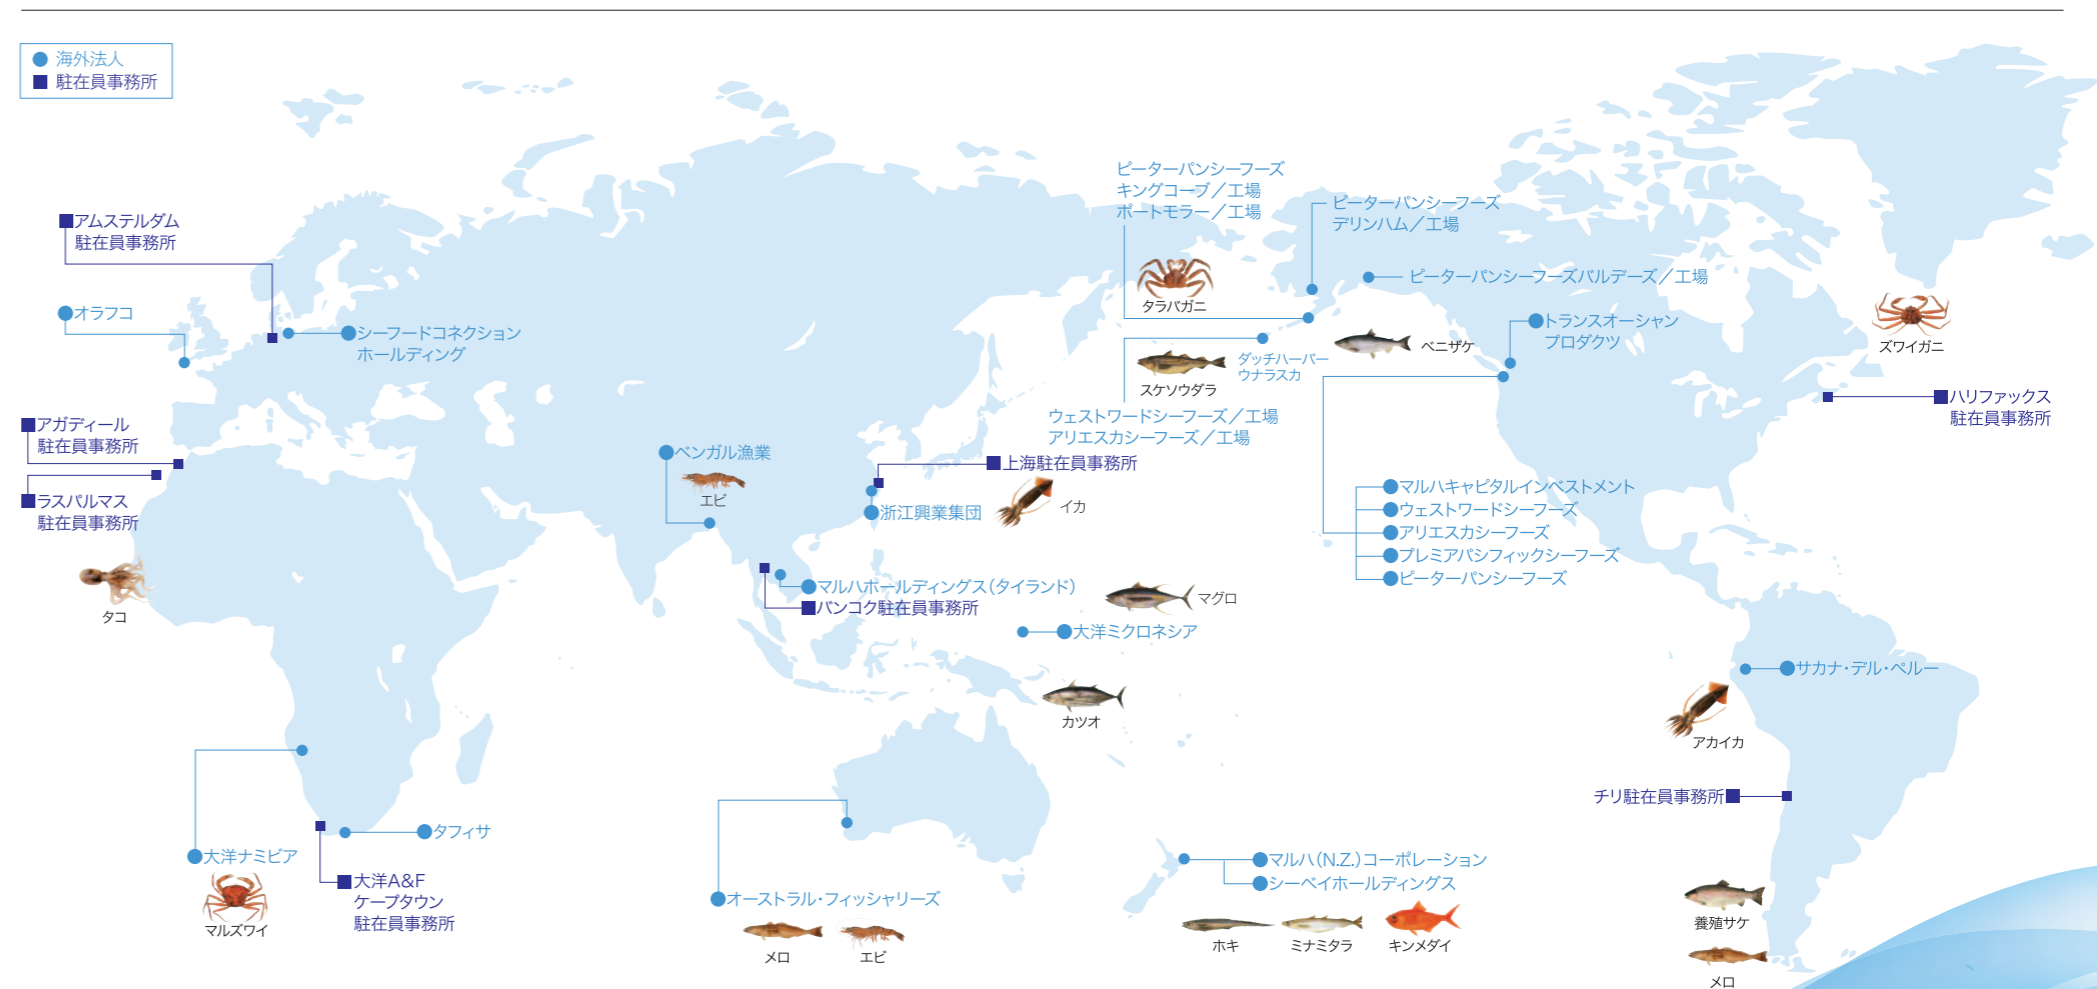 海外法人
駐在員事務所
アムステルダム
駐在員事務所
オラフコ
シーフードコネクション
ホールディング
アガディール
駐在員事務所
ラスパルマス
駐在員事務所
タコ
大洋ナミビア
マルズワイ
タフィサ
大洋A&F
ケープタウン
駐在員事務所
ベンガル漁業
エビ
上海駐在員事務所
浙江興業集団
イカ
マルハホールディングス(タイランド)
バンコク駐在員事務所
マグロ
大洋ミクロネシア
カツオ
オーストラル・フィッシャリーズ
メロ
エビ
マルハ(N.Z.)コーポレーション
シーベイホールディングス
ホキ
ミナミタラ
キンメダイ
ピーターパンシーフーズ
キングコーブ/工場
ポートモラー/工場
タラバガニ
ピーターパンシーフーズ
デリンハム/工場
ピーターパンシーフーズバルデーズ/工場
スケソウダラ
ダッチハーバー
ウナラスカ
ベニザケ
ウェストワードシーフーズ/工場
アリエスカシーフーズ/工場
トランスオーシャン
プロダクツ
マルハキャピタルインベストメント
ウェストワードシーフーズ
アリエスカシーフーズ
プレミアパシフィックシーフーズ
ピーターパンシーフーズ
ズワイガニ
ハリファックス
駐在員事務所
サカナ・デル・ペルー
アカイカ
チリ駐在員事務所
養殖サケ
メロ